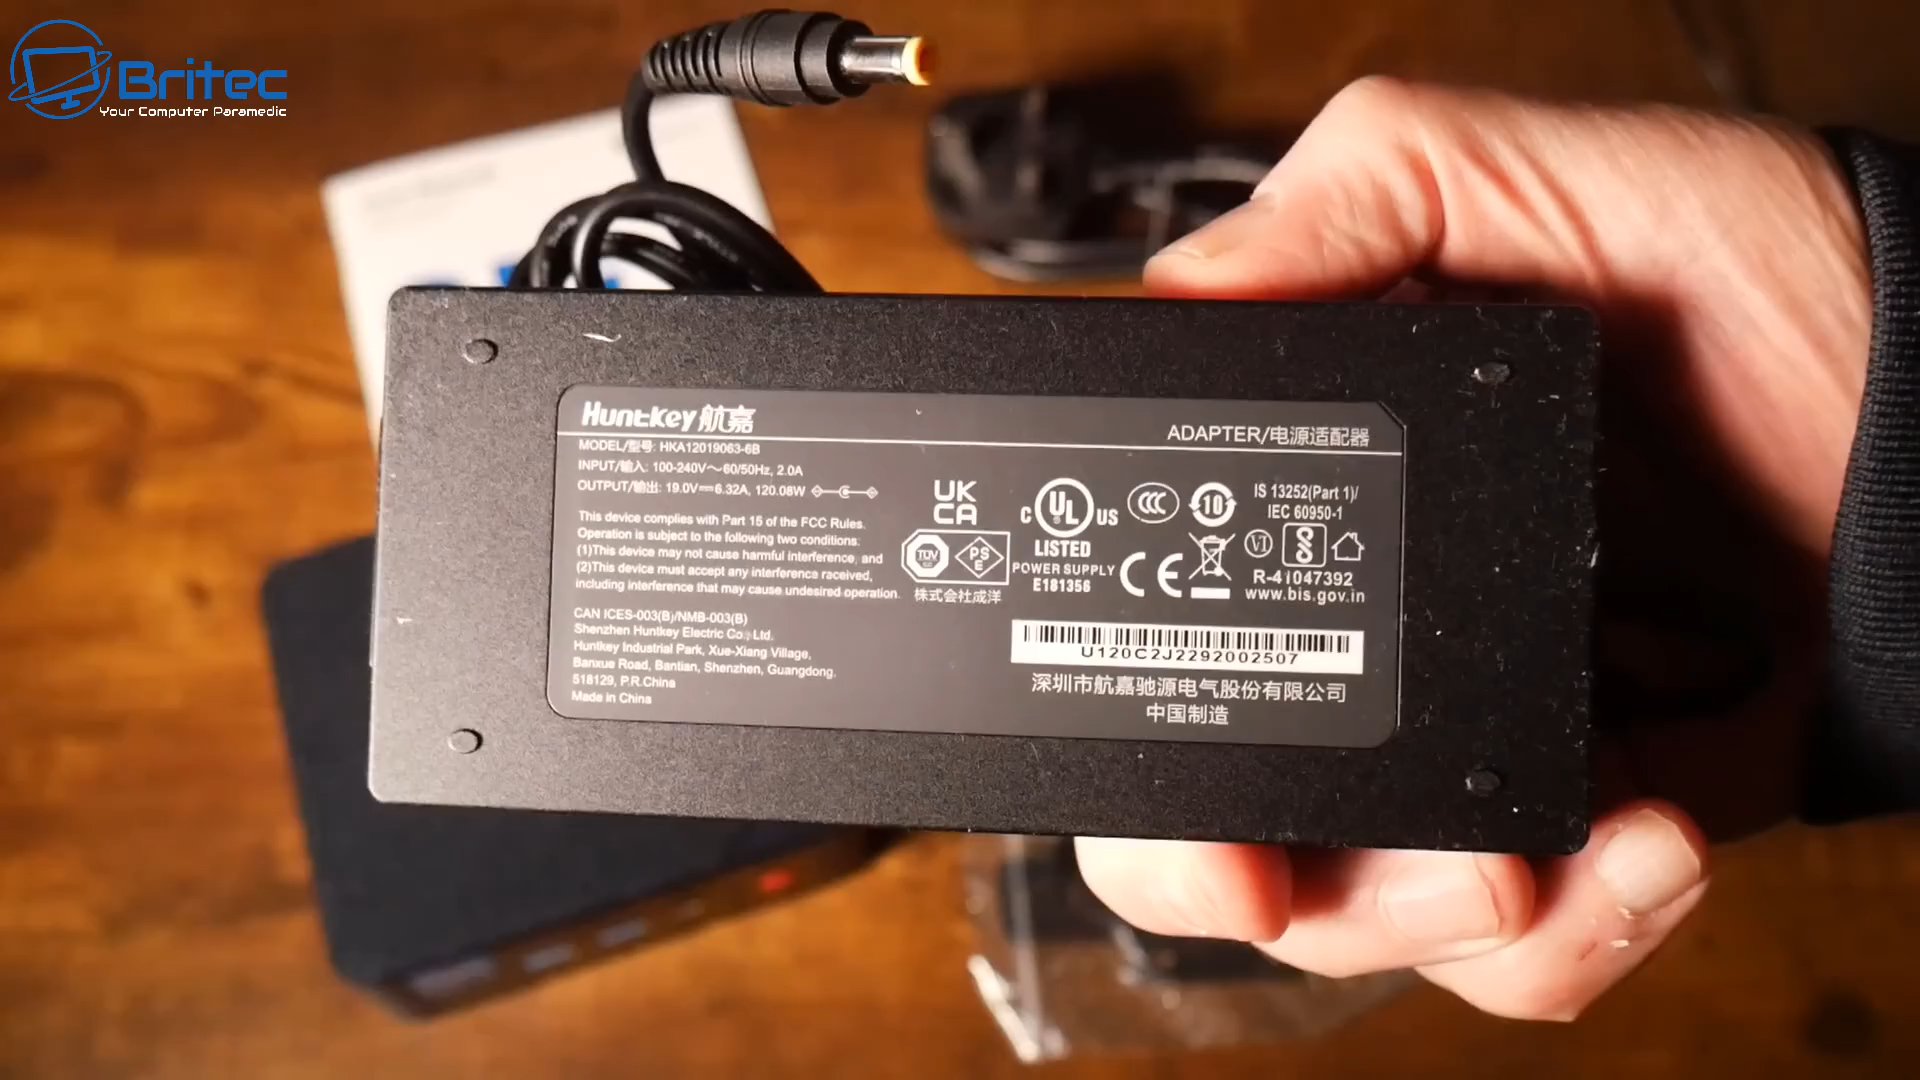 Britec
Your Computer Paramedic
Huntkey航嘉
ADAPTER/电源适配器
MODEL/型号: HKA12019063-6B
INPUT/输入: 100-240V～60/50Hz, 2.0A
OUTPUT/输出: 19.0V⎓6.32A, 120.08W
This device complies with Part 15 of the FCC Rules.
Operation is subject to the following two conditions:
(1)This device may not cause harmful interference, and
(2)This device must accept any interference raceived,
including interference that may cause undesired operation.
CAN ICES-003(B)/NMB-003(B)
Shenzhen Huntkey Electric Co., Ltd.
Huntkey Industrial Park, Xue-Xiang Village,
Banxue Road, Bantian, Shenzhen, Guangdong.
518129, P.R.China
Made in China
UK
CA
TÜV
PS
E
株式会社成洋
C UL US
LISTED
POWER SUPPLY
E181356
CCC
10
CE
IS 13252(Part 1)/
IEC 60950-1
VI
R-41047392
www.bis.gov.in
U120C2J2292002507
深圳市航嘉驰源电气股份有限公司
中国制造